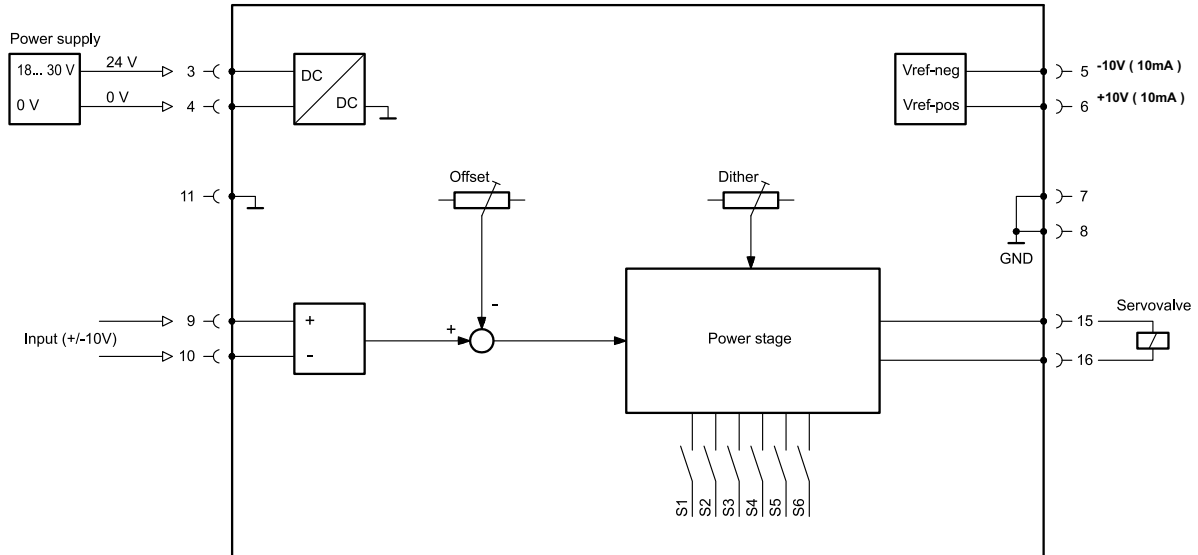 Power supply
18... 30 V
24 V
3
DC
Vref-neg
5
-10V ( 10mA )
0 V
0 V
4
DC
Vref-pos
6
+10V ( 10mA )
11
Offset
Dither
7
8
GND
Input (+/-10V)
9
+
-
+
-
Power stage
15
Servovalve
10
16
S1
S2
S3
S4
S5
S6